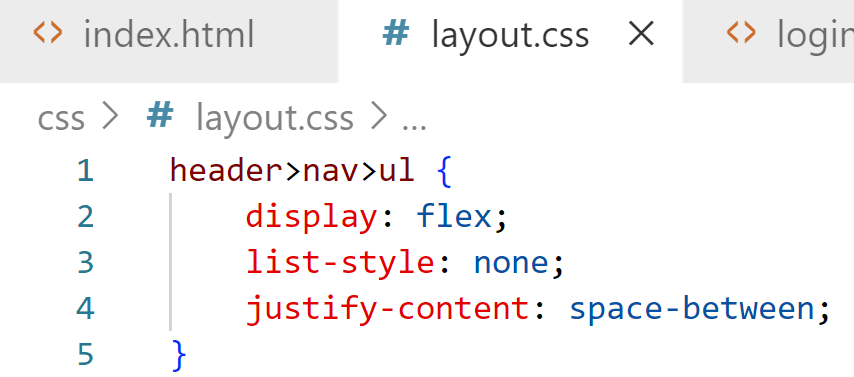 index.html # layout.css login
css > # layout.css > ...
1 header>nav>ul {
2 display: flex;
3 list-style: none;
4 justify-content: space-between;
5 }